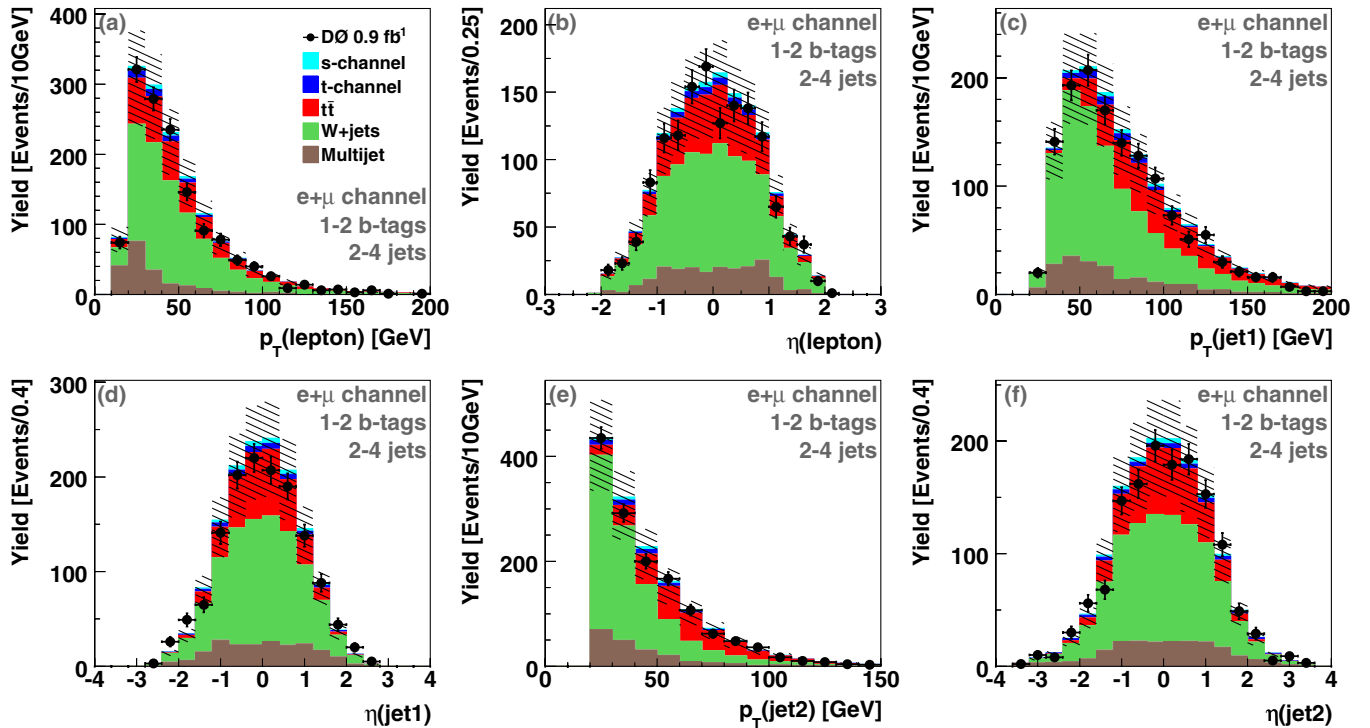 (a)
Yield [Events/10GeV]
400
300
200
100
0
DØ 0.9 fb¹
s-channel
t-channel
tt̄
W+jets
Multijet
e+μ channel
1-2 b-tags
2-4 jets
0 50 100 150 200
p_T(lepton) [GeV]
(b)
Yield [Events/0.25]
200
150
100
50
0
e+μ channel
1-2 b-tags
2-4 jets
-3 -2 -1 0 1 2 3
η(lepton)
(c)
Yield [Events/10GeV]
200
100
0
e+μ channel
1-2 b-tags
2-4 jets
0 50 100 150 200
p_T(jet1) [GeV]
(d)
Yield [Events/0.4]
300
200
100
0
e+μ channel
1-2 b-tags
2-4 jets
-4 -3 -2 -1 0 1 2 3 4
η(jet1)
(e)
Yield [Events/10GeV]
400
200
0
e+μ channel
1-2 b-tags
2-4 jets
0 50 100 150
p_T(jet2) [GeV]
(f)
Yield [Events/0.4]
200
100
0
e+μ channel
1-2 b-tags
2-4 jets
-4 -3 -2 -1 0 1 2 3 4
η(jet2)